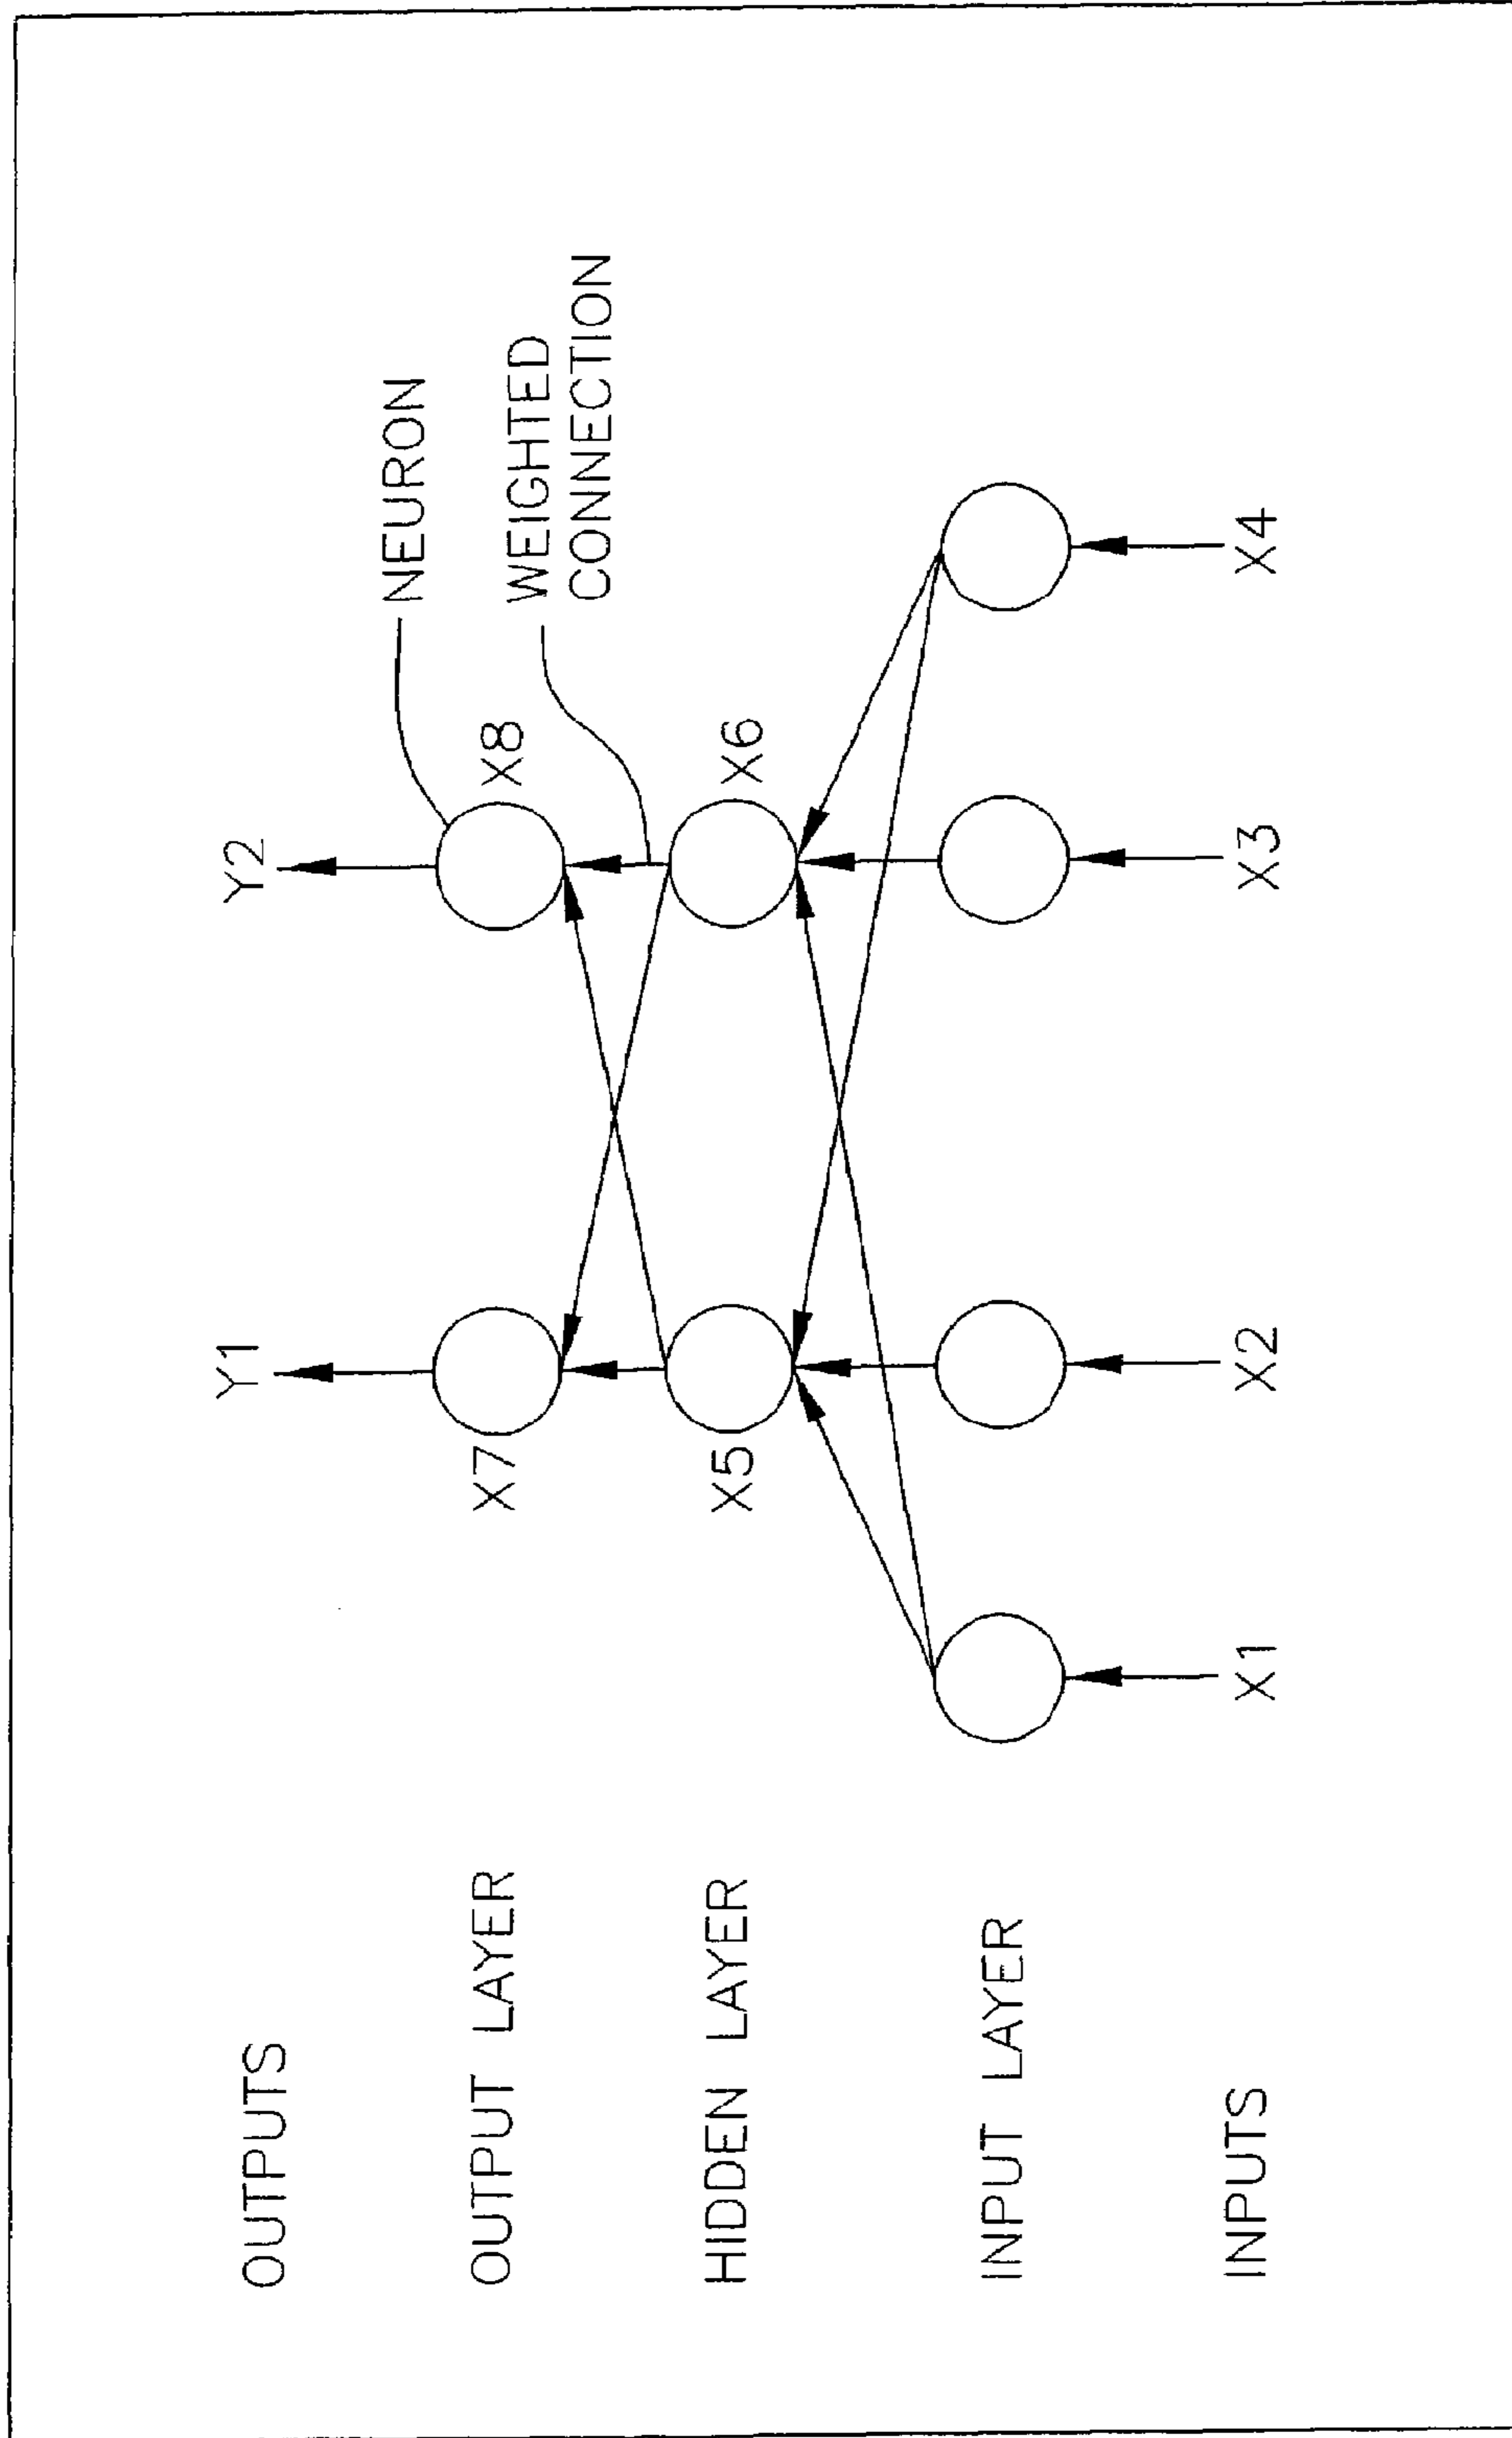 OUTPUTS
Y1
Y2
NEURON
OUTPUT LAYER
X7
X8
WEIGHTED
CONNECTION
HIDDEN LAYER
X5
X6
INPUT LAYER
INPUTS
X1
X2
X3
X4